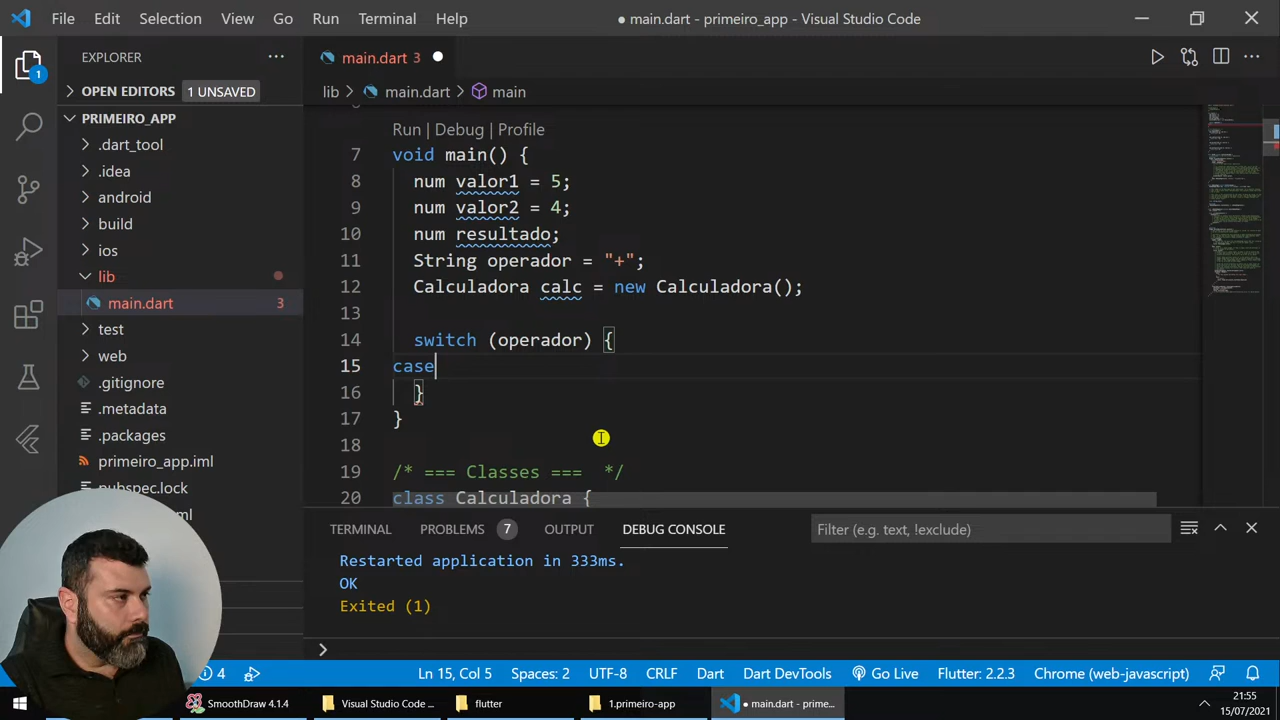 File Edit Selection View Go Run Terminal Help ● main.dart - primeiro_app - Visual Studio Code
EXPLORER
main.dart 3
OPEN EDITORS 1 UNSAVED
lib > main.dart > main
PRIMEIRO_APP
.dart_tool
.idea
android
build
ios
lib
main.dart 3
test
web
.gitignore
.metadata
.packages
primeiro_app.iml
pubspec.lock
1
Run | Debug | Profile
7 void main() {
8 num valor1 = 5;
9 num valor2 = 4;
10 num resultado;
11 String operador = "+";
12 Calculadora calc = new Calculadora();
13
14 switch (operador) {
15 case
16 }
17 }
18
19 /* === Classes === */
20 class Calculadora {
TERMINAL PROBLEMS 7 OUTPUT DEBUG CONSOLE Filter (e.g. text, !exclude)
Restarted application in 333ms.
OK
Exited (1)
4 Ln 15, Col 5 Spaces: 2 UTF-8 CRLF Dart Dart DevTools Go Live Flutter: 2.2.3 Chrome (web-javascript)
SmoothDraw 4.1.4 Visual Studio Code ... flutter 1.primeiro-app ● main.dart - prime...
21:55
15/07/2021